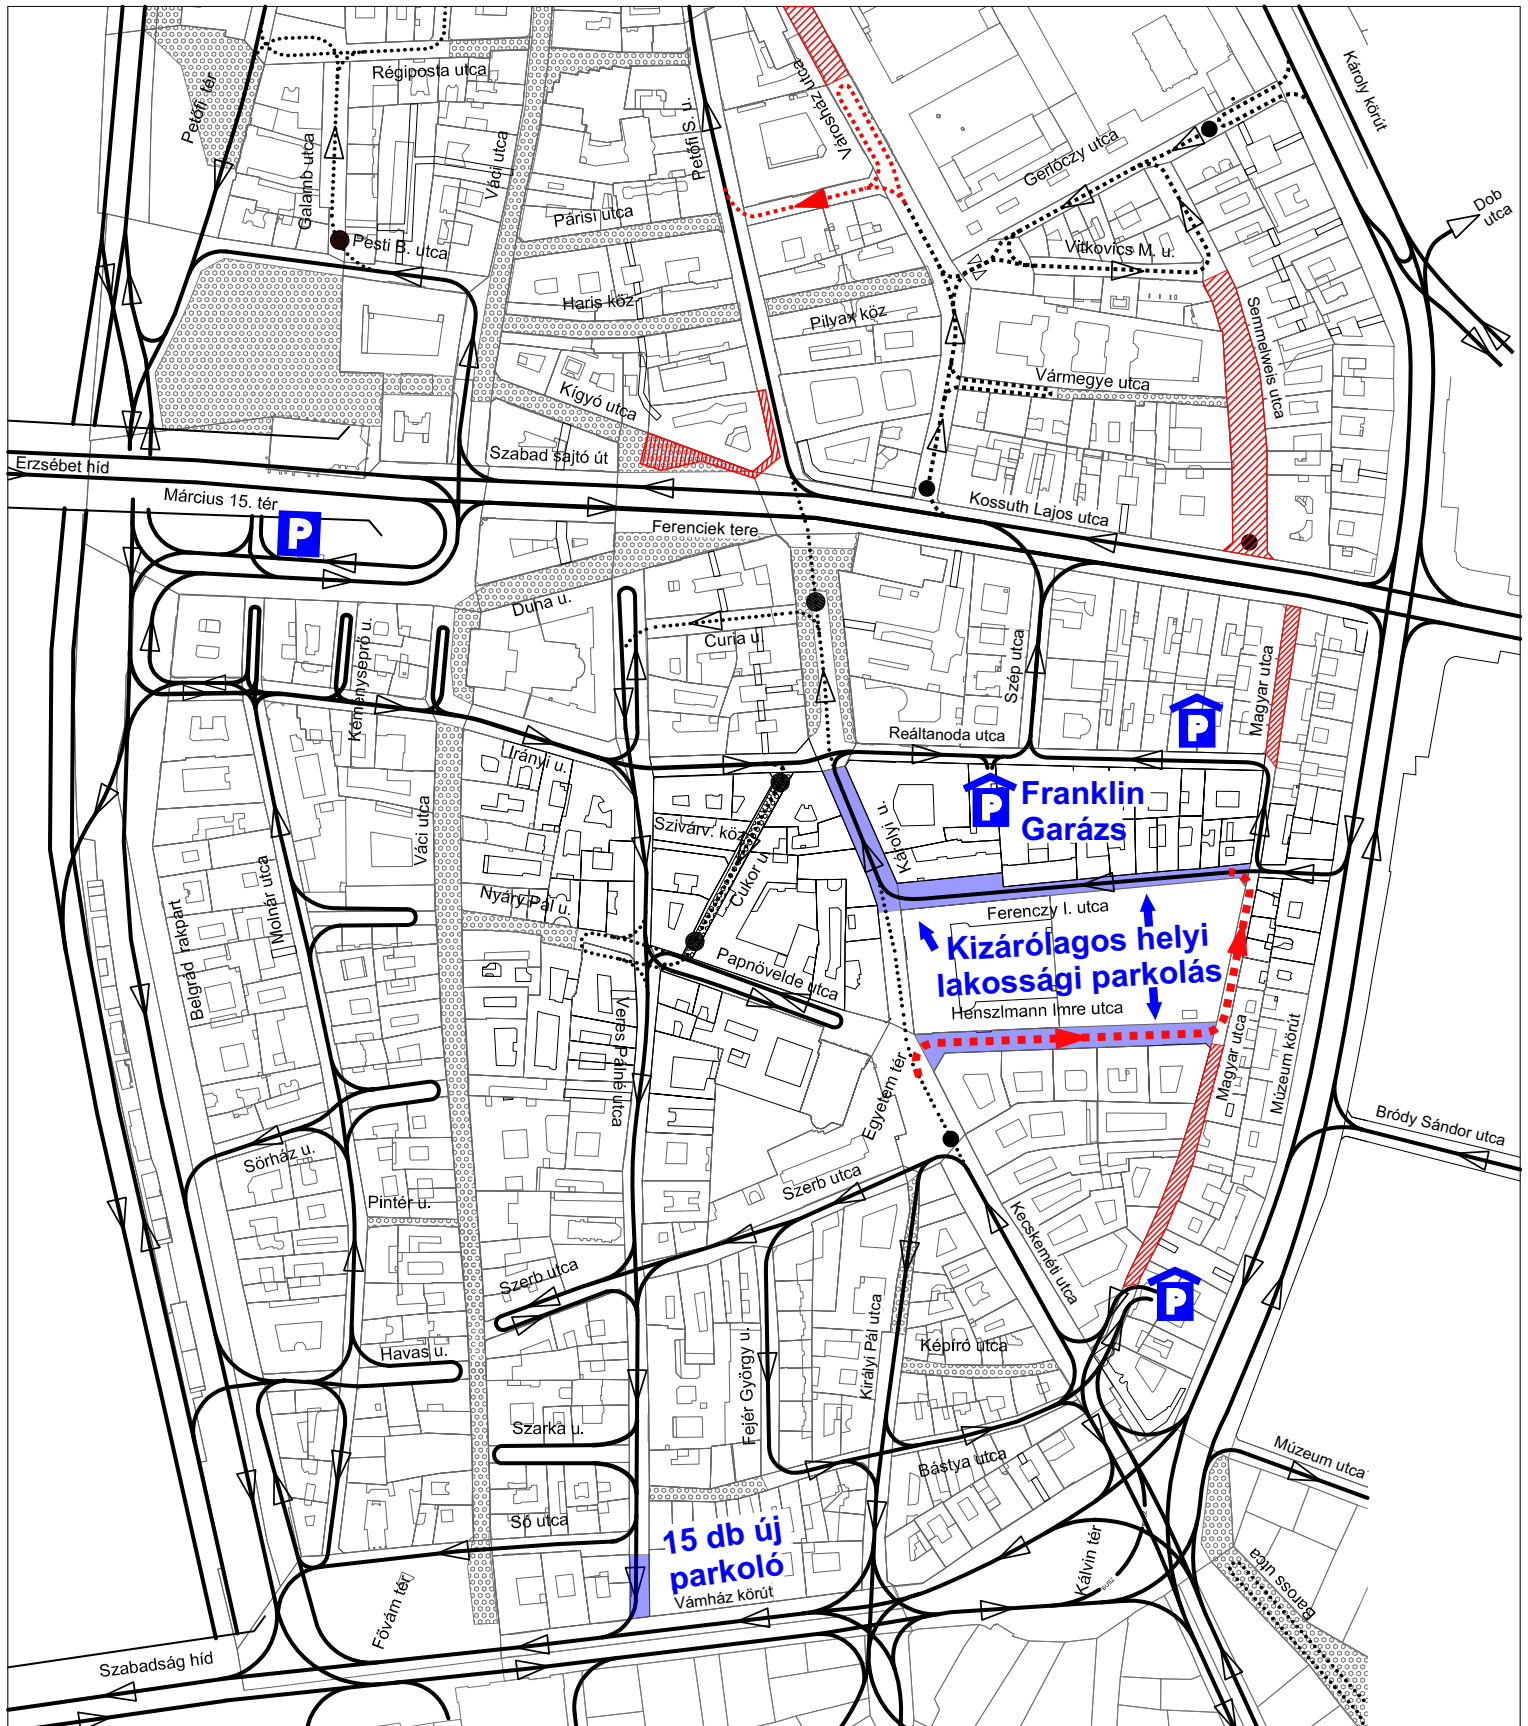 Petőfi tér
Régiposta utca
Galamb utca
Váci utca
Petőfi S. u.
Városház utca
Károly körút
Gerlóczy utca
Dob
utca
Párisi utca
Pesti B. utca
Vitkovics M. u.
Haris köz
Pilvax köz
Semmelweis utca
Vármegye utca
Kígyó utca
Szabad sajtó út
Erzsébet híd
Március 15. tér
P
Kossuth Lajos utca
Ferenciek tere
Duna u.
Curia u.
Kéményseprő u.
Szép utca
Magyar utca
P
Reáltanoda utca
Irányi u.
P
Franklin
Garázs
Szivárv. köz
Károlyi u.
Váci utca
Cukor u.
Molnár utca
Belgrád rakpart
Nyáry Pál u.
Ferenczy I. utca
Kizárólagos helyi
lakossági parkolás
Papnövelde utca
Henszlmann Imre utca
Veres Pálné utca
Egyetem tér
Magyar utca
Múzeum körút
Bródy Sándor utca
Sörház u.
Szerb utca
Pintér u.
Kecskeméti utca
Szerb utca
P
Havas u.
Fejér György u.
Királyi Pál utca
Képíró utca
Szarka u.
Bástya utca
Múzeum utca
Só utca
15 db új
parkoló
Vámház körút
Kálvin tér
Baross utca
Fővám tér
Szabadság híd